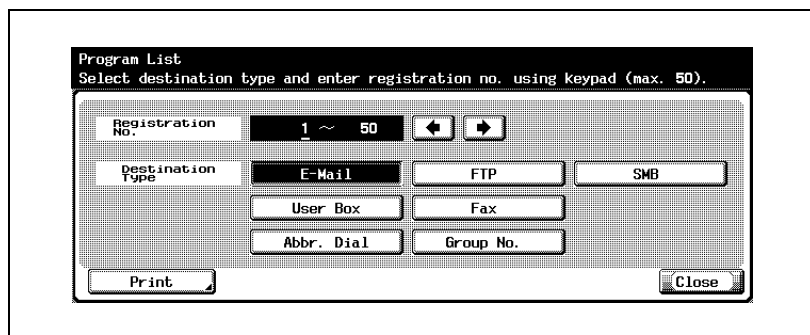 Program List
Select destination type and enter registration no. using keypad (max. 50).
Registration
No.
1 ~ 50
Destination
Type
E-Mail
FTP
SMB
User Box
Fax
Abbr. Dial
Group No.
Print
Close